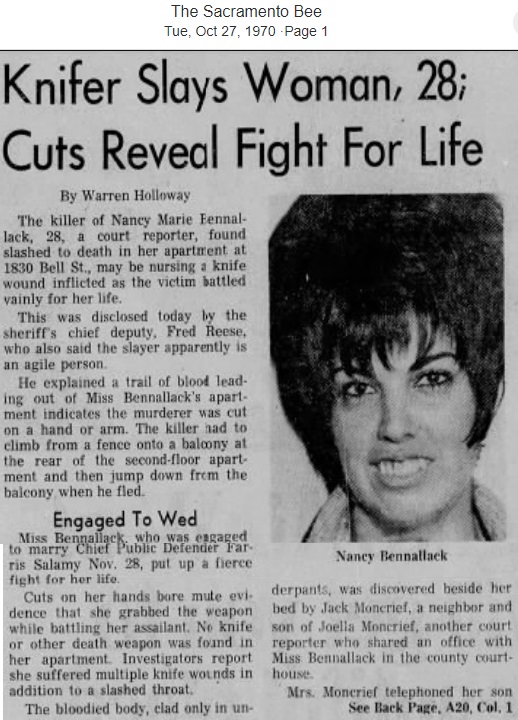 The Sacramento Bee
Tue, Oct 27, 1970 · Page 1
Knifer Slays Woman, 28;
Cuts Reveal Fight For Life
By Warren Holloway
The killer of Nancy Marie Eennal-
lack, 28, a court reporter, found
slashed to death in her apartment at
1830 Bell St., may be nursing a knife
wound inflicted as the victim battled
vainly for her life.
This was disclosed today by the
sheriff's chief deputy, Fred Reese,
who also said the slayer apparently is
an agile person.
He explained a trail of blood lead-
ing out of Miss Bennallack's apart-
ment indicates the murderer was cut
on a hand or arm. The killer had to
climb from a fence onto a balcony at
the rear of the second-floor apart-
ment and then jump down from the
balcony when he fled.
Engaged To Wed
Miss Bennallack, who was engaged
to marry Chief Public Defender Far-
ris Salamy Nov. 28, put up a fierce
fight for her life.
Cuts on her hands bore mute evi-
dence that she grabbed the weapon
while battling her assailant. No knife
or other death weapon was found in
her apartment. Investigators report
she suffered multiple knife wounds in
addition to a slashed throat.
The bloodied body, clad only in un-
Nancy Bennallack
derpants, was discovered beside her
bed by Jack Moncrief, a neighbor and
son of Joella Moncrief, another court
reporter who shared an office with
Miss Bennallack in the county court-
house.
Mrs. Moncrief telephoned her son
See Back Page, A20, Col. 1